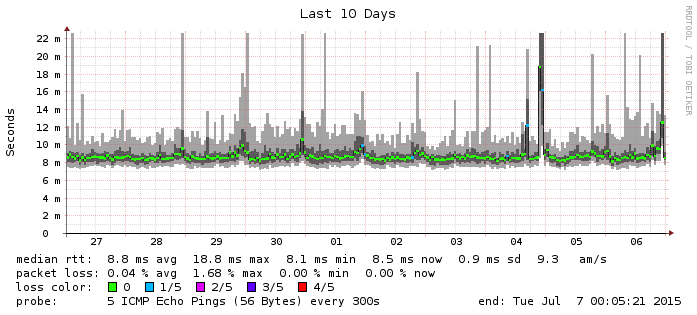 Last 10 Days
RRDTOOL / TOBI OETIKER
Seconds
22 m
20 m
18 m
16 m
14 m
12 m
10 m
8 m
6 m
4 m
2 m
0
27 28 29 30 01 02 03 04 05 06
median rtt: 8.8 ms avg 18.8 ms max 8.1 ms min 8.5 ms now 0.9 ms sd 9.3 am/s
packet loss: 0.04 % avg 1.68 % max 0.00 % min 0.00 % now
loss color: 0 1/5 2/5 3/5 4/5
probe: 5 ICMP Echo Pings (56 Bytes) every 300s end: Tue Jul 7 00:05:21 2015